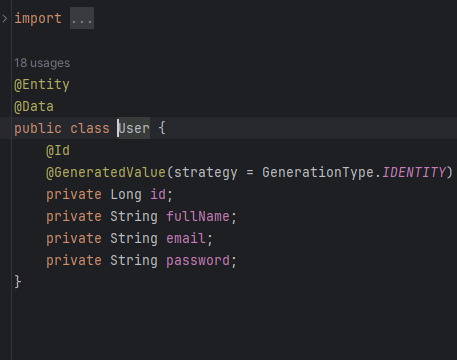 import ...
18 usages
@Entity
@Data
public class User {
    @Id
    @GeneratedValue(strategy = GenerationType.IDENTITY)
    private Long id;
    private String fullName;
    private String email;
    private String password;
}